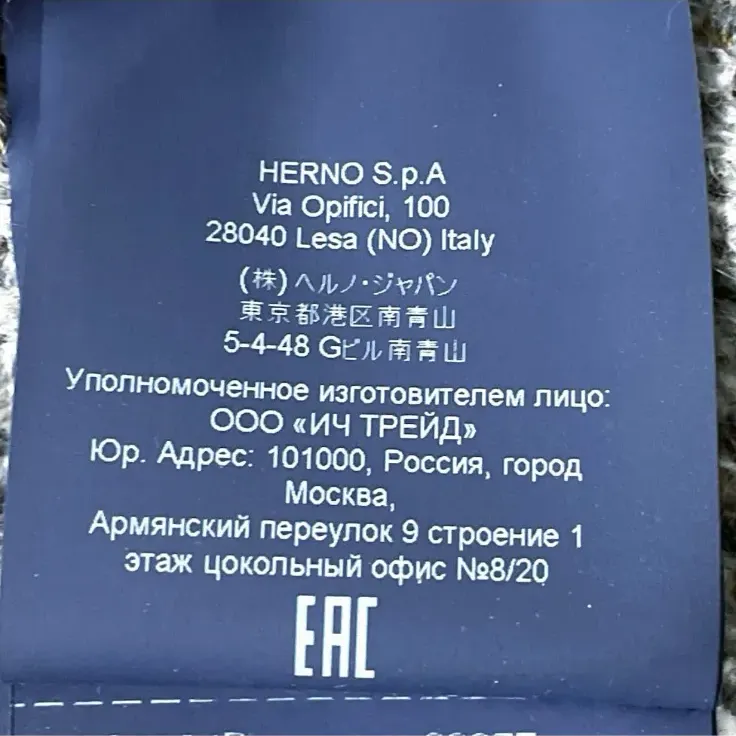 HERNO S.p.A
Via Opifici, 100
28040 Lesa (NO) Italy
(株)ヘルノ・ジャパン
東京都港区南青山
5-4-48 Gビル南青山
Уполномоченное изготовителем лицо:
ООО «ИЧ ТРЕЙД»
Юр. Адрес: 101000, Россия, город
Москва,
Армянский переулок 9 строение 1
этаж цокольный офис №8/20
EAC